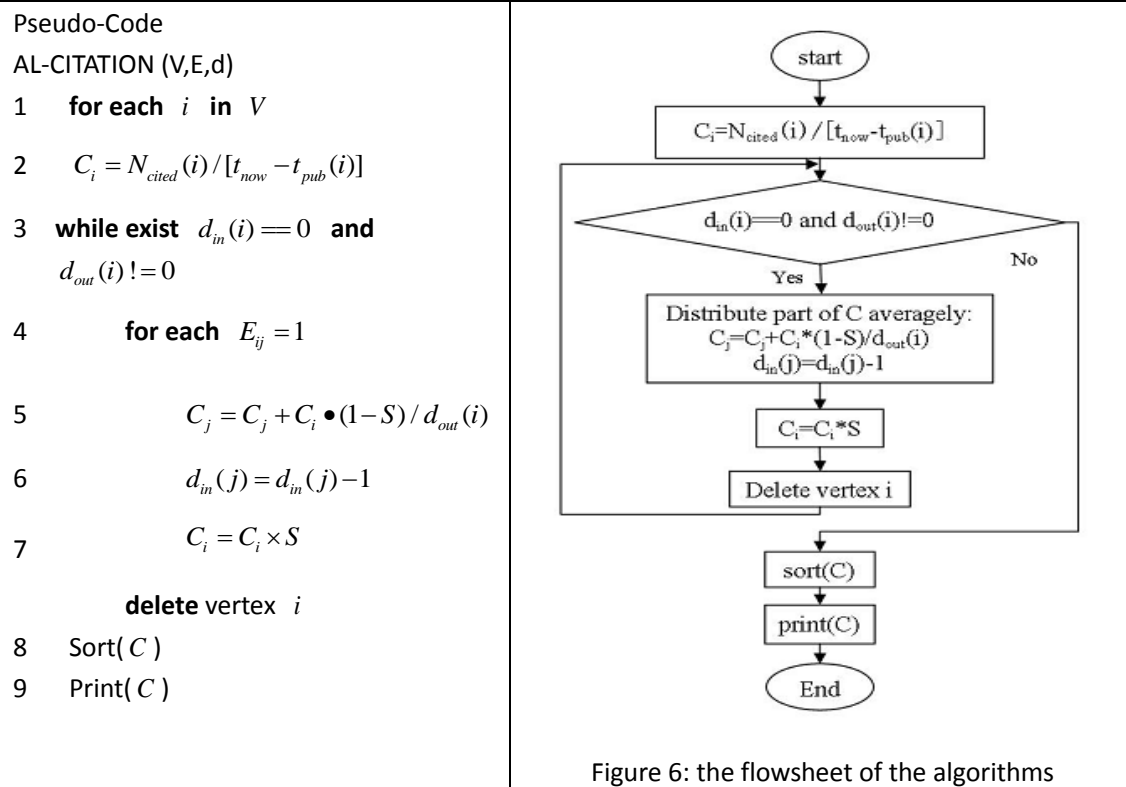 Pseudo-Code
AL-CITATION (V,E,d)
1 for each i in V
2 C_i = N_cited (i) / [t_now − t_pub (i)]
3 while exist d_in (i) == 0 and
d_out (i) ! = 0
4 for each E_ij = 1
5 C_j = C_j + C_i • (1 − S) / d_out (i)
6 d_in (j) = d_in (j) − 1
7 C_i = C_i × S
delete vertex i
8 Sort( C )
9 Print( C )
start
C_i=N_cited(i)/[t_now-t_pub(i)]
d_in(i)==0 and d_out(i)!=0
No
Yes
Distribute part of C averagely:
C_j=C_j+C_i*(1-S)/d_out(i)
d_in(j)=d_in(j)-1
C_i=C_i*S
Delete vertex i
sort(C)
print(C)
End
Figure 6: the flowsheet of the algorithms